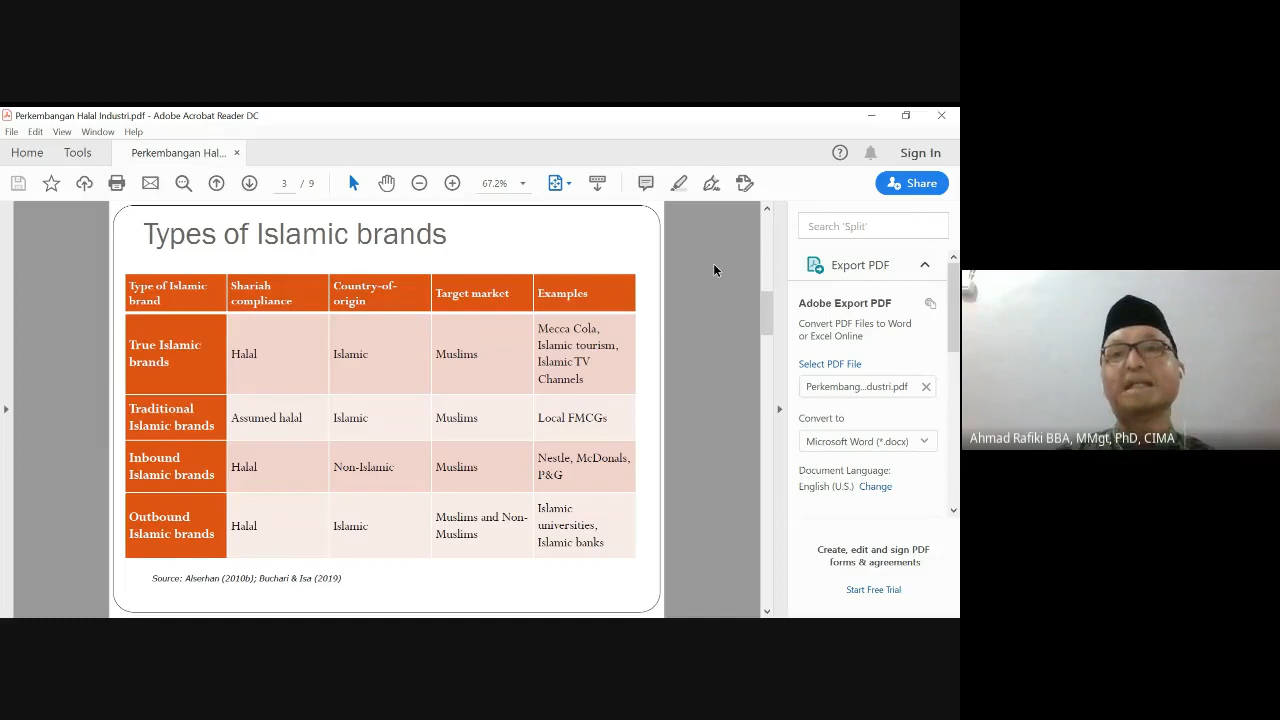 Perkembangan Halal Industri.pdf - Adobe Acrobat Reader DC
File Edit View Window Help
Home Tools Perkembangan Hal... × Sign In
3 / 9 67.2% Share
Types of Islamic brands
Type of Islamic
brand
Shariah
compliance
Country-of-
origin
Target market
Examples
True Islamic
brands
Halal
Islamic
Muslims
Mecca Cola,
Islamic tourism,
Islamic TV
Channels
Traditional
Islamic brands
Assumed halal
Islamic
Muslims
Local FMCGs
Inbound
Islamic brands
Halal
Non-Islamic
Muslims
Nestle, McDonals,
P&G
Outbound
Islamic brands
Halal
Islamic
Muslims and Non-
Muslims
Islamic
universities,
Islamic banks
Source: Alserhan (2010b); Buchari & Isa (2019)
Search 'Split'
Export PDF
Adobe Export PDF
Convert PDF Files to Word
or Excel Online
Select PDF File
Perkembang...dustri.pdf
Convert to
Microsoft Word (*.docx)
Document Language:
English (U.S.) Change
Create, edit and sign PDF
forms & agreements
Start Free Trial
Ahmad Rafiki BBA, MMgt, PhD, CIMA